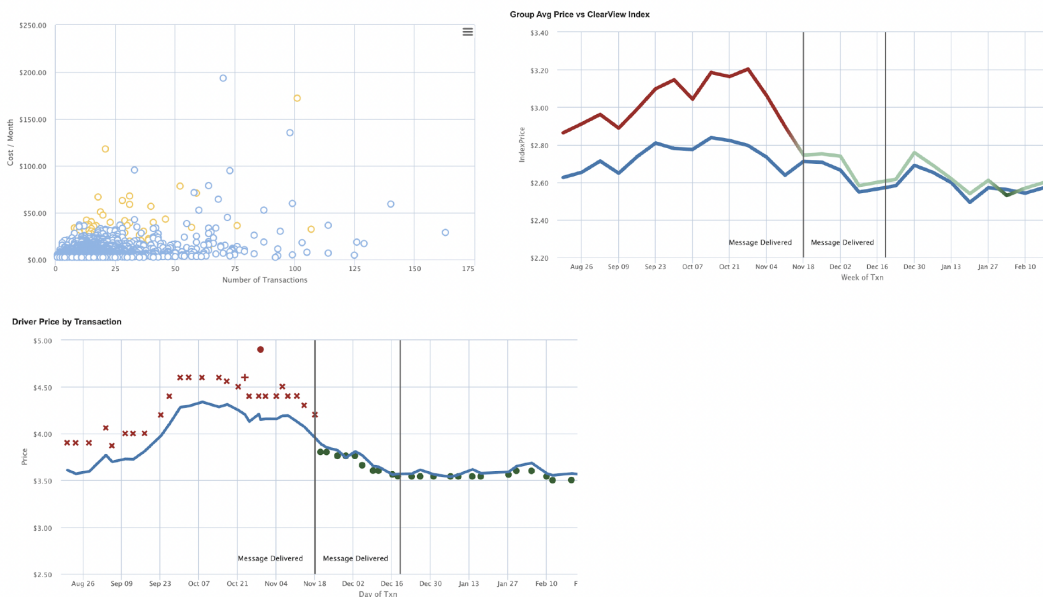 $250.00
$200.00
$150.00
$100.00
$50.00
$0.00
Cost / Month
0 25 50 75 100 125 150 175
Number of Transactions
Group Avg Price vs ClearView Index
$3.40
$3.20
$3.00
$2.80
$2.60
$2.40
$2.20
IndexPrice
Message Delivered Message Delivered
Aug 26 Sep 09 Sep 23 Oct 07 Oct 21 Nov 04 Nov 18 Dec 02 Dec 16 Dec 30 Jan 13 Jan 27 Feb 10
Week of Txn
Driver Price by Transaction
$5.00
$4.50
$4.00
$3.50
$3.00
$2.50
Price
Message Delivered Message Delivered
Aug 26 Sep 09 Sep 23 Oct 07 Oct 21 Nov 04 Nov 18 Dec 02 Dec 16 Dec 30 Jan 13 Jan 27 Feb 10 F
Day of Txn